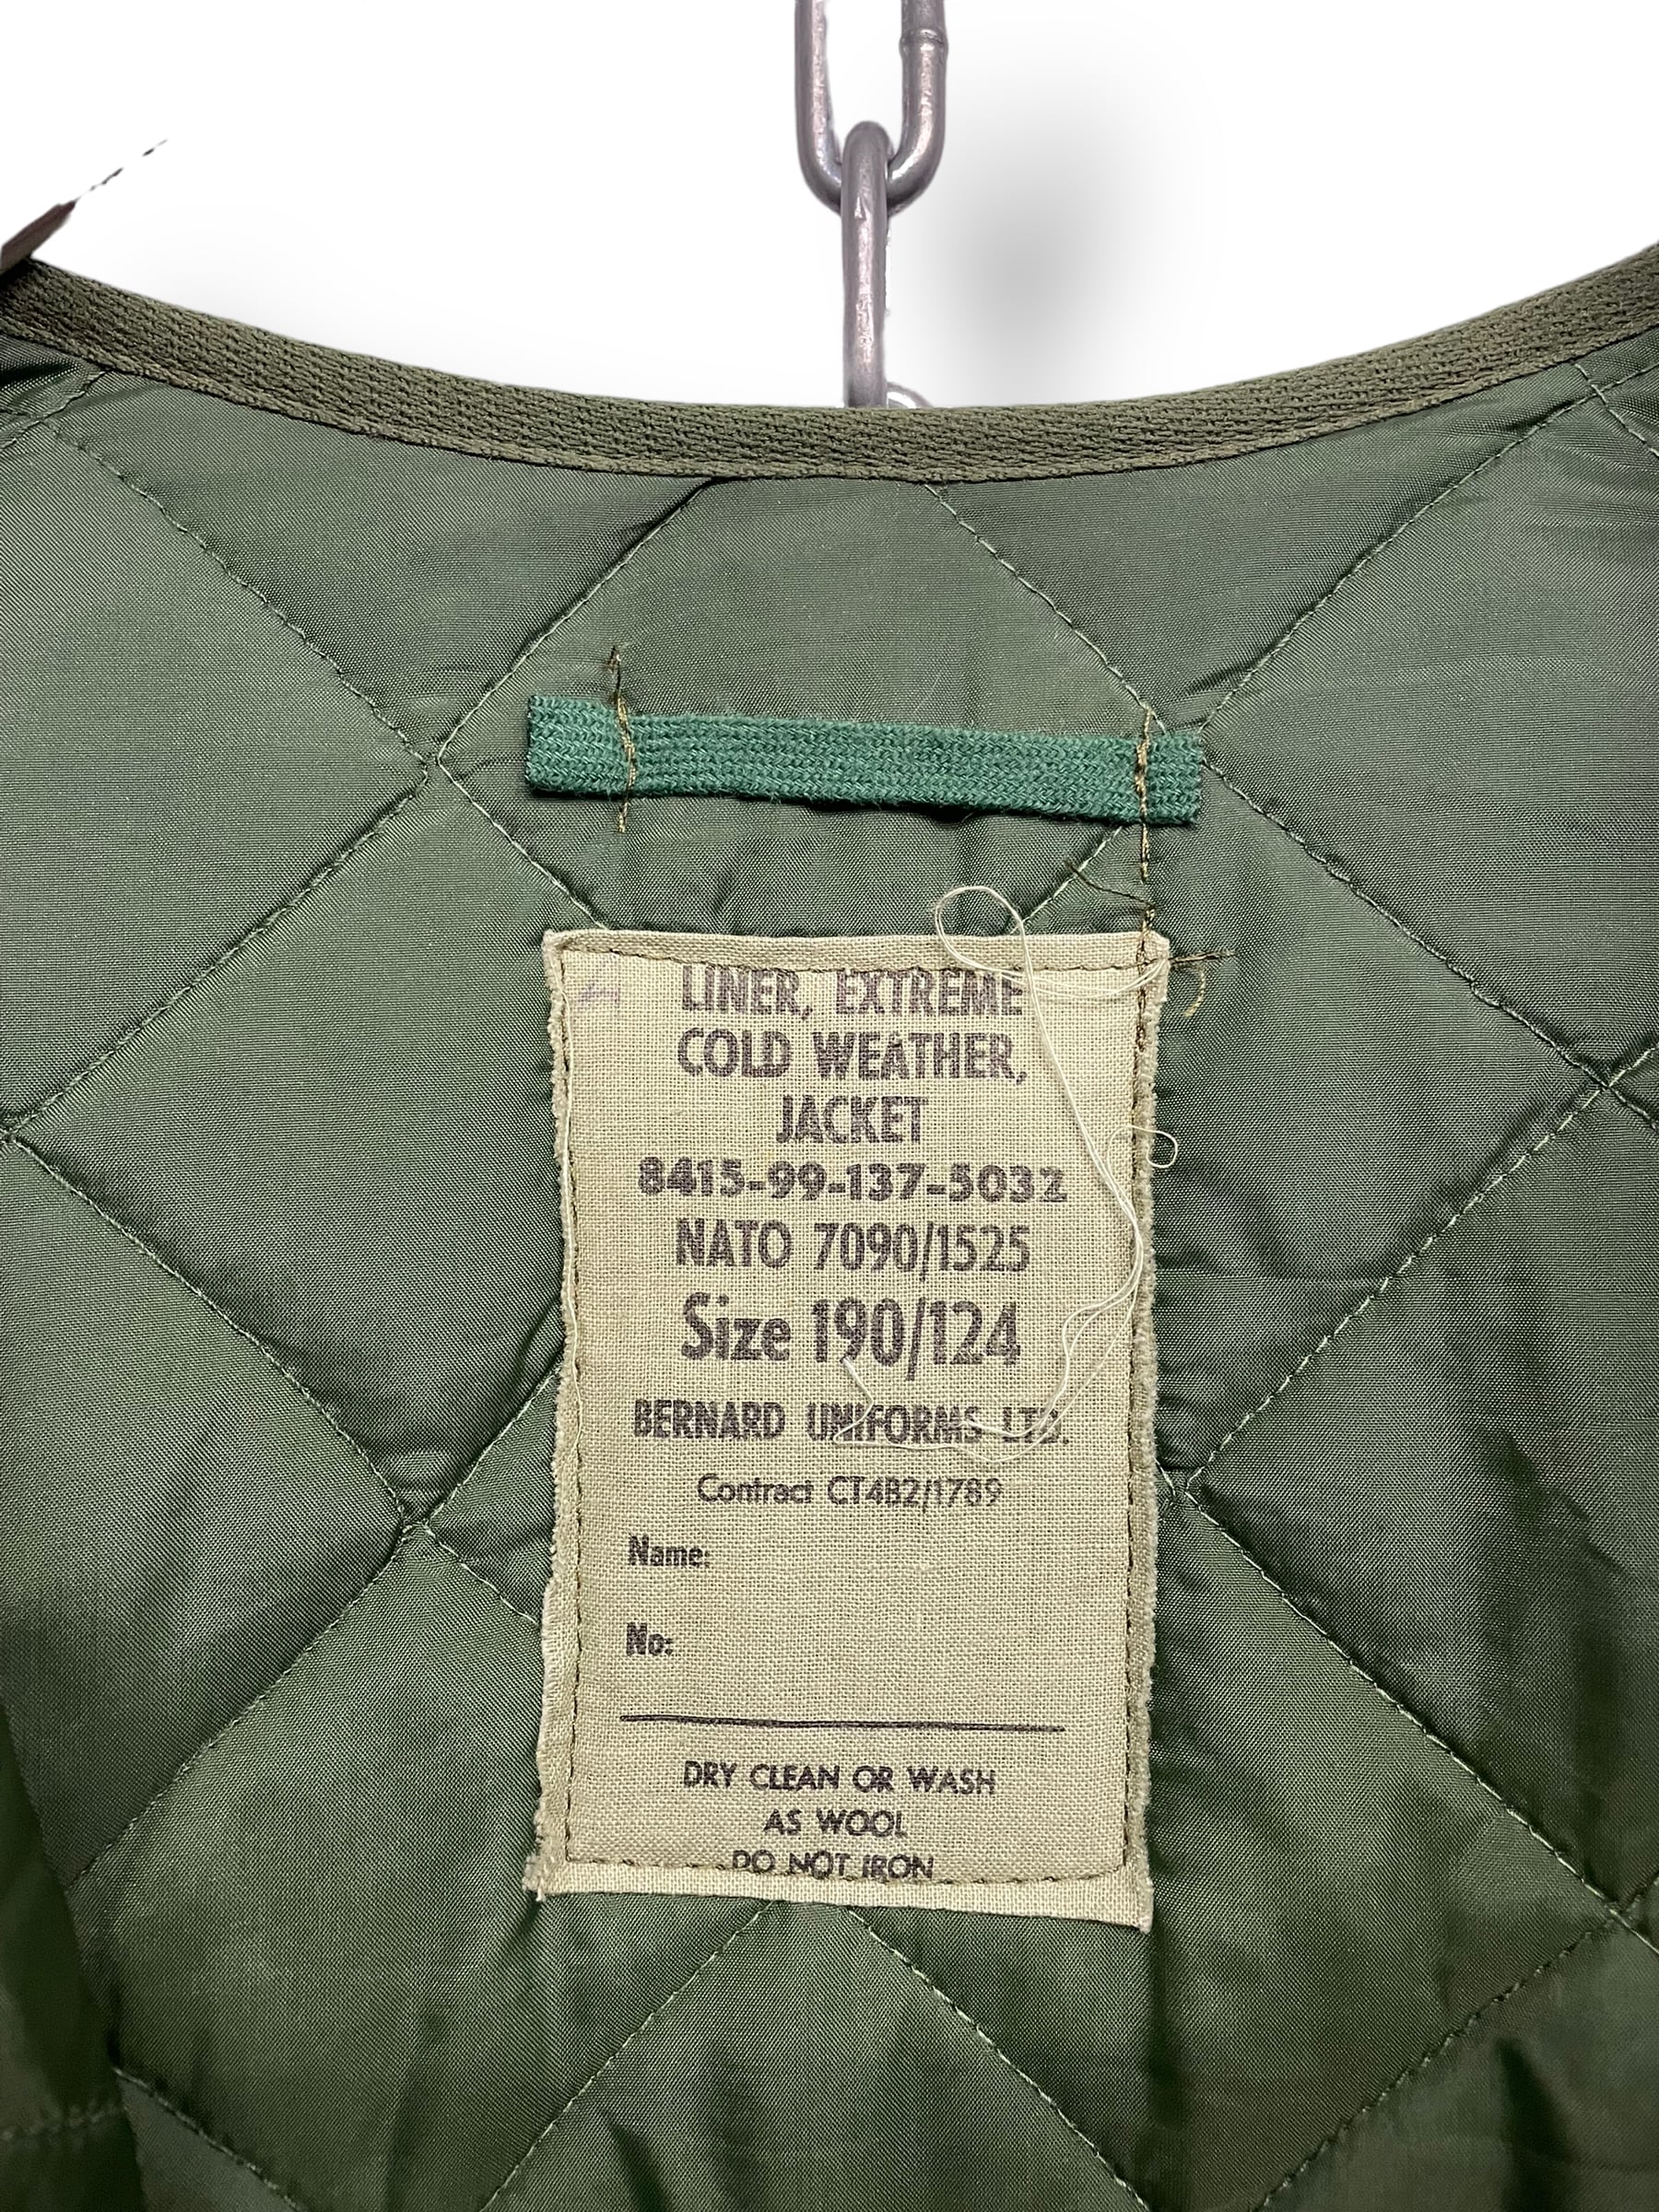 LINER, EXTREME
COLD WEATHER,
JACKET
8415-99-137-5032
NATO 7090/1525
Size 190/124
BERNARD UNIFORMS LTD.
Contract CT4B2/1789
Name:
No:
DRY CLEAN OR WASH
AS WOOL
DO NOT IRON